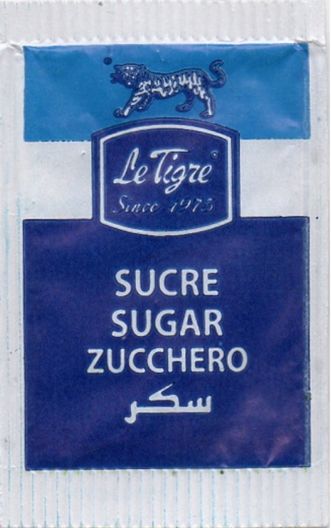 Le Tigre
Since 1975
SUCRE
SUGAR
ZUCCHERO
سكر